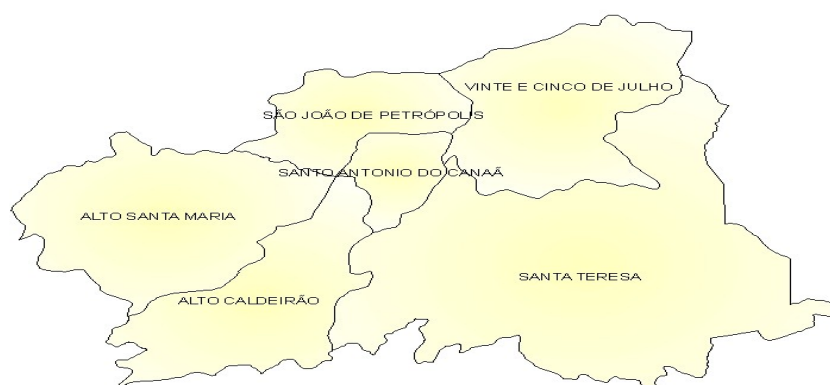 VINTE E CINCO DE JULHO
SÃO JOÃO DE PETRÓPOLIS
SANTO ANTONIO DO CANAÃ
ALTO SANTA MARIA
SANTA TERESA
ALTO CALDEIRÃO